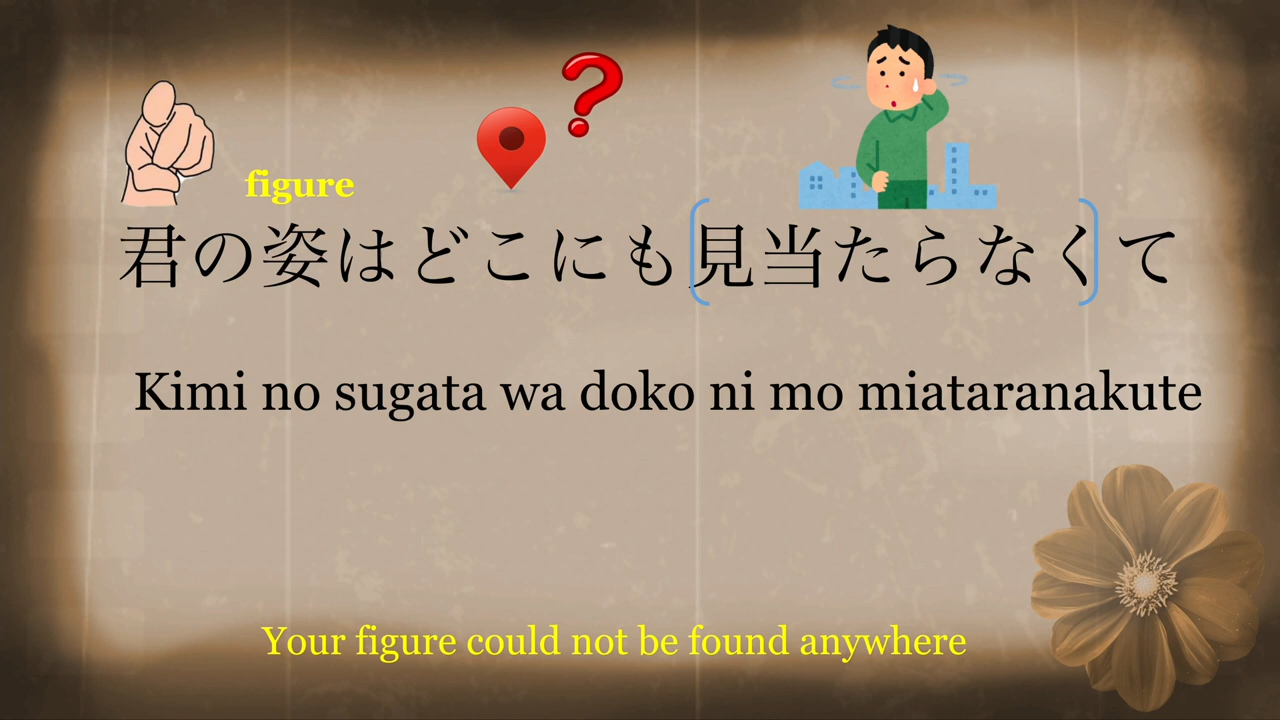 figure
君の姿はどこにも見当たらなくて
Kimi no sugata wa doko ni mo miataranakute
Your figure could not be found anywhere